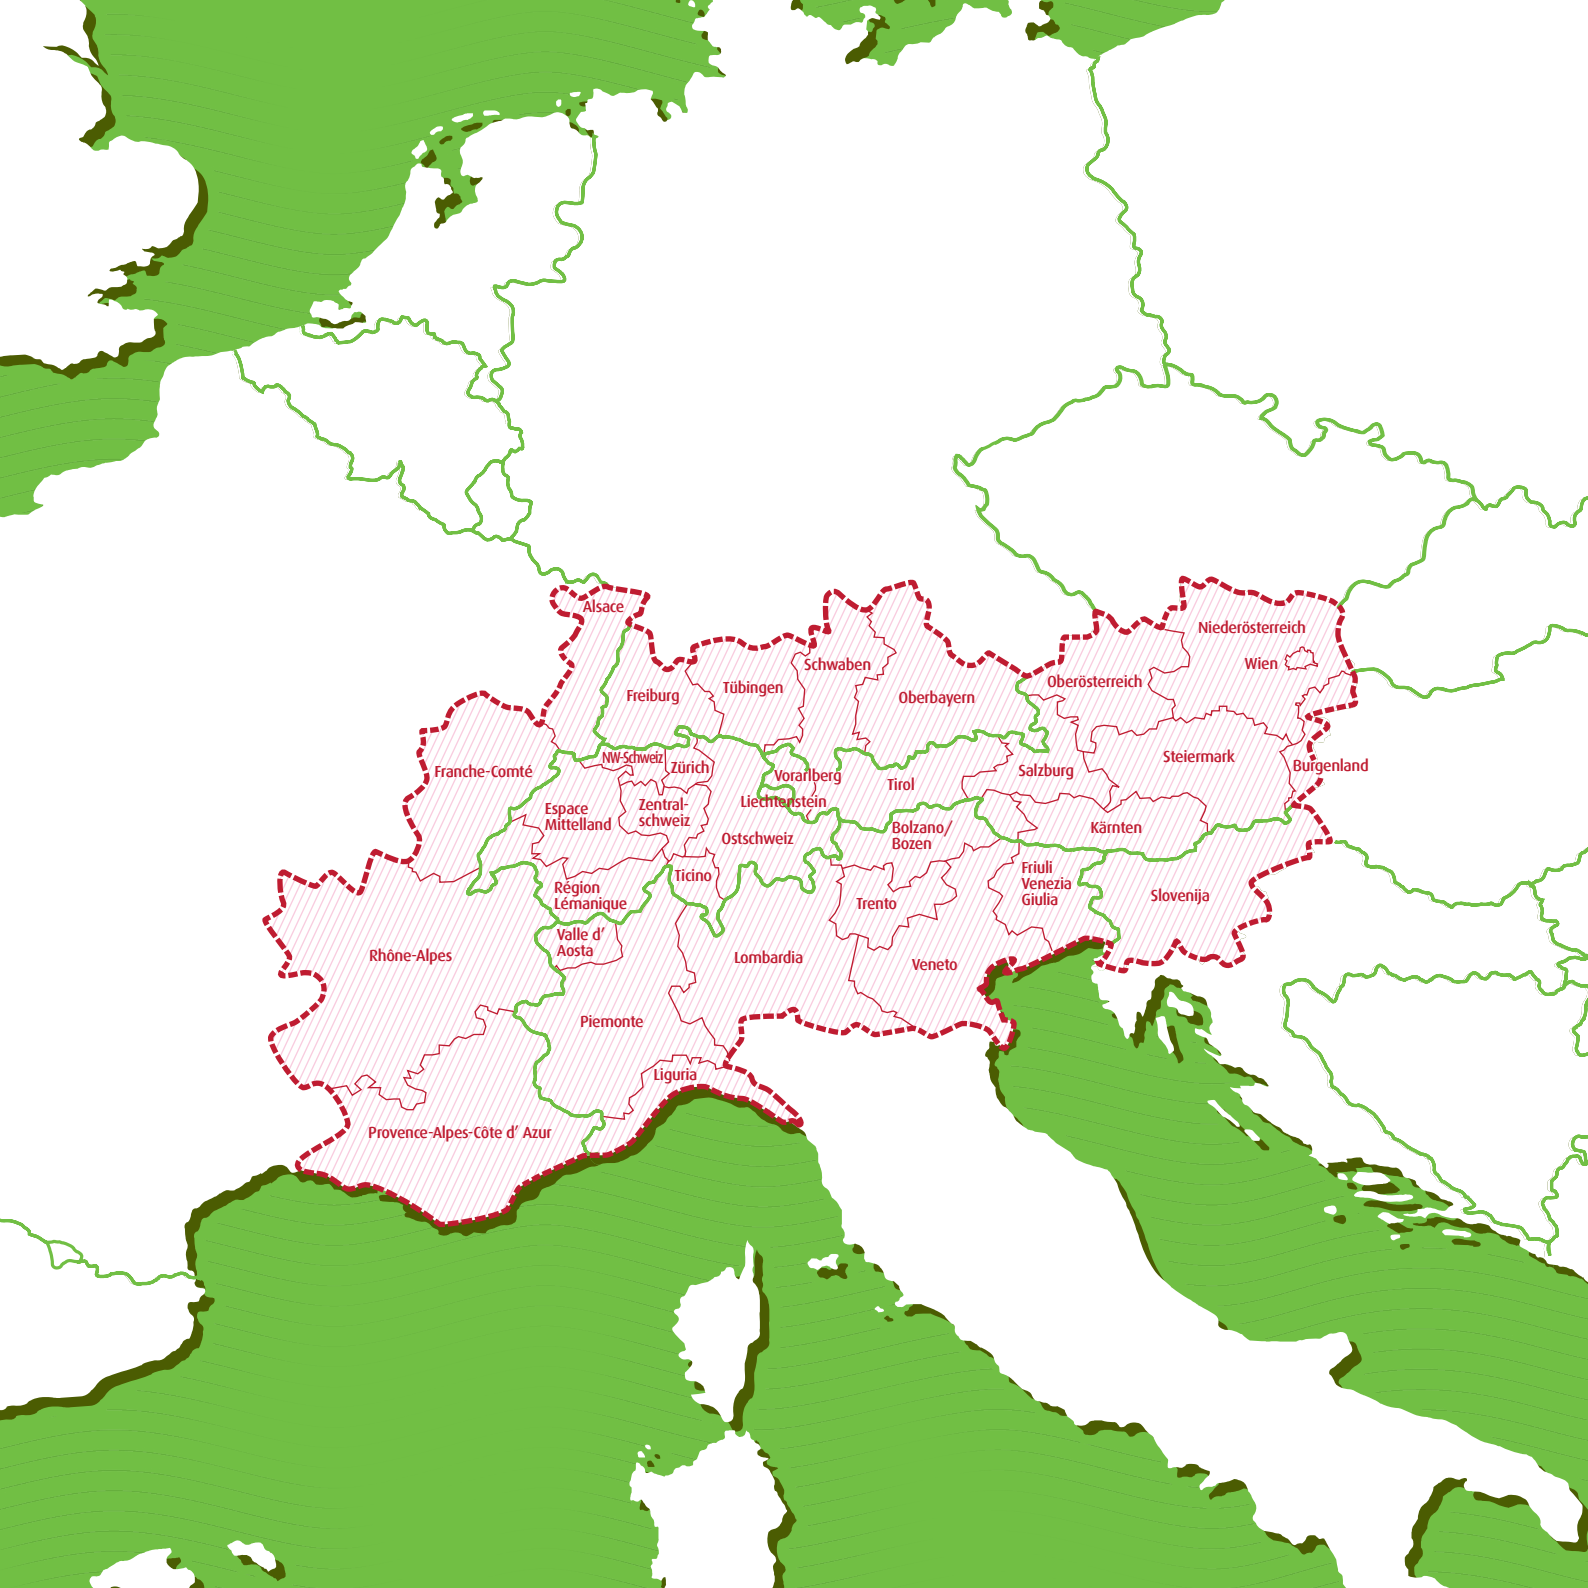 Alsace
Niederösterreich
Wien
Schwaben
Tübingen
Freiburg
Oberbayern
Oberösterreich
Steiermark
Burgenland
NW-Schweiz
Zürich
Franche-Comté
Vorarlberg
Tirol
Salzburg
Liechtenstein
Espace
Mittelland
Zentral-
schweiz
Ostschweiz
Bolzano/
Bozen
Kärnten
Ticino
Friuli
Venezia
Giulia
Région
Lémanique
Trento
Slovenija
Valle d’
Aosta
Rhône-Alpes
Lombardia
Veneto
Piemonte
Liguria
Provence-Alpes-Côte d’ Azur